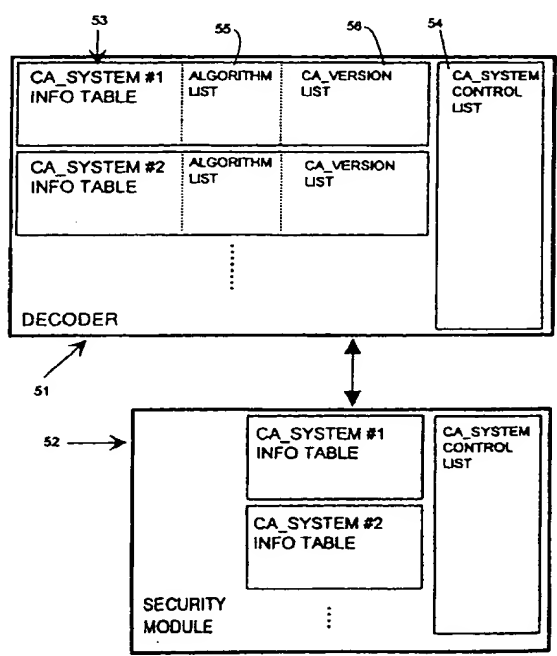 53
55
56
54
CA_SYSTEM #1
INFO TABLE
ALGORITHM
LIST
CA_VERSION
LIST
CA_SYSTEM
CONTROL
LIST
CA_SYSTEM #2
INFO TABLE
ALGORITHM
LIST
CA_VERSION
LIST
DECODER
51
52
CA_SYSTEM #1
INFO TABLE
CA_SYSTEM
CONTROL
LIST
CA_SYSTEM #2
INFO TABLE
SECURITY
MODULE